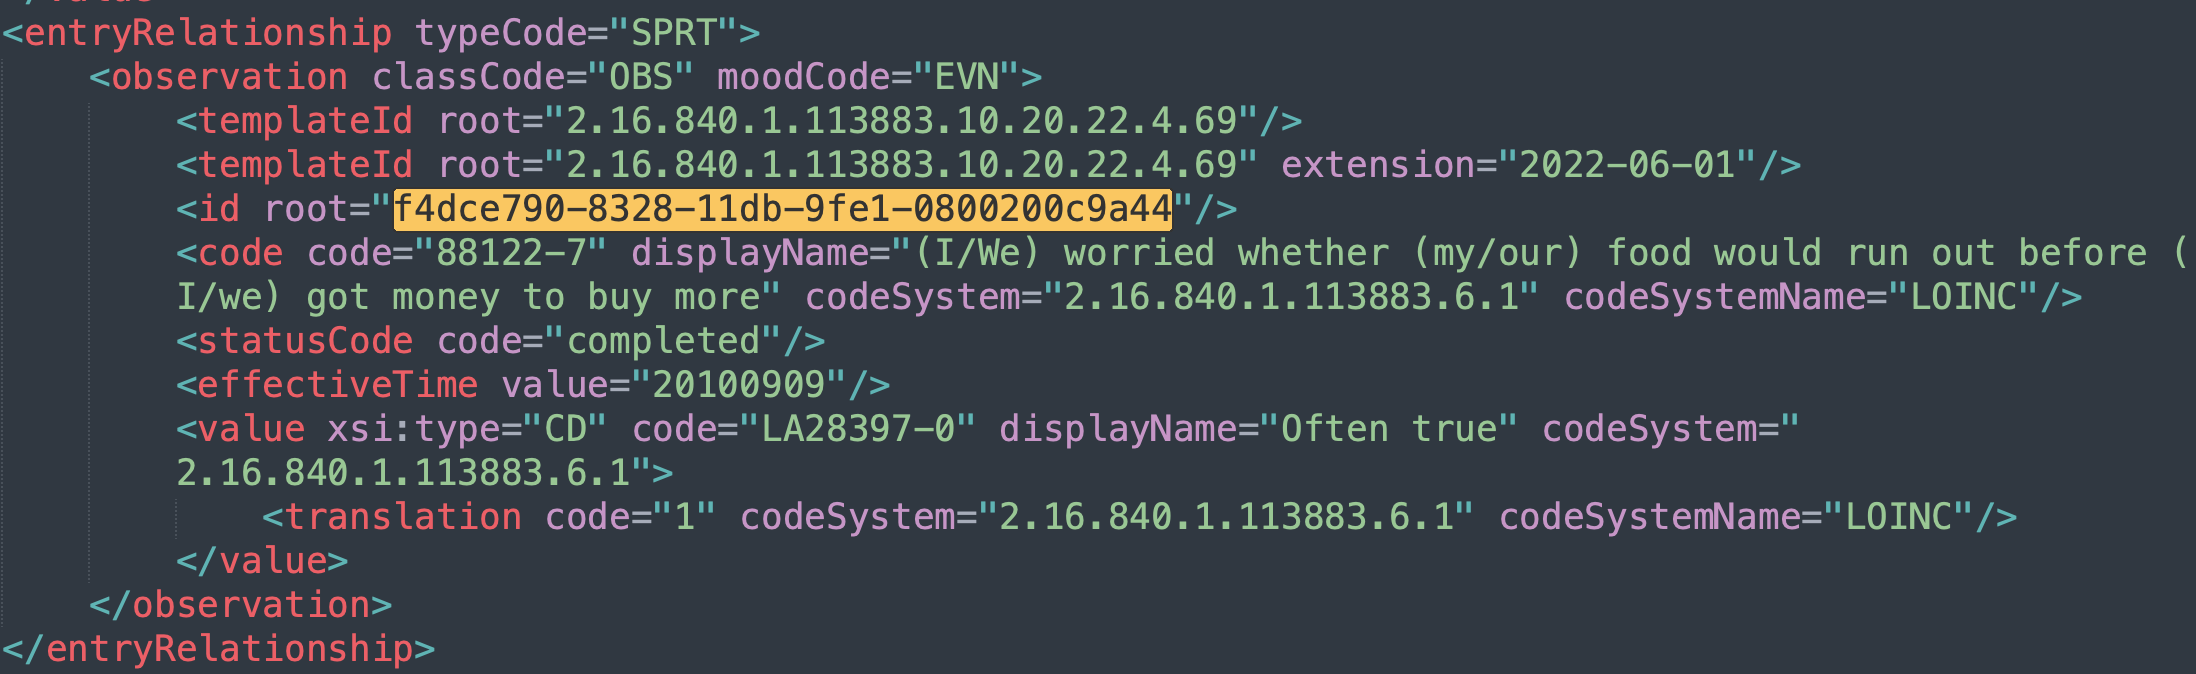 </value>
<entryRelationship typeCode="SPRT">
<observation classCode="OBS" moodCode="EVN">
<templateId root="2.16.840.1.113883.10.20.22.4.69"/>
<templateId root="2.16.840.1.113883.10.20.22.4.69" extension="2022-06-01"/>
<id root="f4dce790-8328-11db-9fe1-0800200c9a44"/>
<code code="88122-7" displayName="(I/We) worried whether (my/our) food would run out before (
I/we) got money to buy more" codeSystem="2.16.840.1.113883.6.1" codeSystemName="LOINC"/>
<statusCode code="completed"/>
<effectiveTime value="20100909"/>
<value xsi:type="CD" code="LA28397-0" displayName="Often true" codeSystem="
2.16.840.1.113883.6.1">
<translation code="1" codeSystem="2.16.840.1.113883.6.1" codeSystemName="LOINC"/>
</value>
</observation>
</entryRelationship>